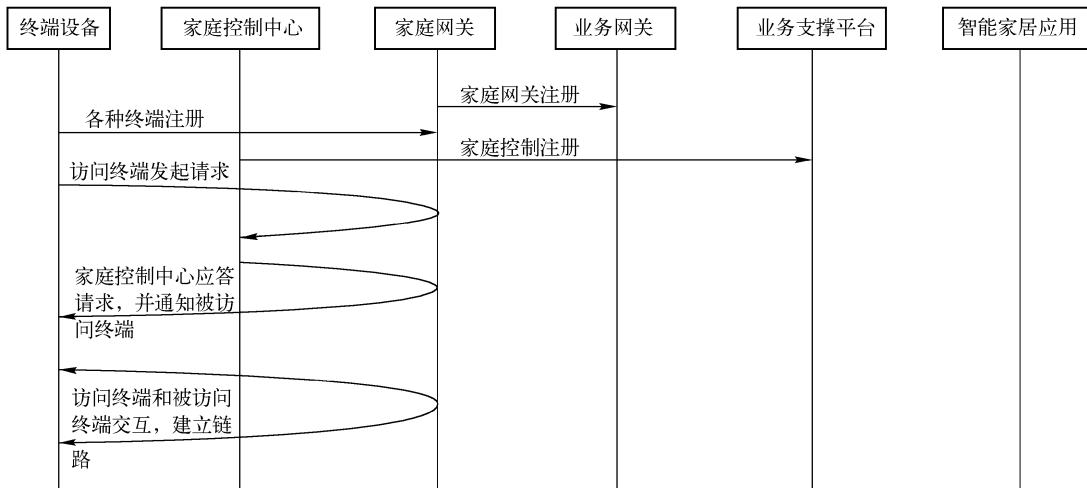 终端设备
家庭控制中心
家庭网关
业务网关
业务支撑平台
智能家居应用
家庭网关注册
各种终端注册
家庭控制注册
访问终端发起请求
家庭控制中心应答
请求，并通知被访
问终端
访问终端和被访问
终端交互，建立链
路